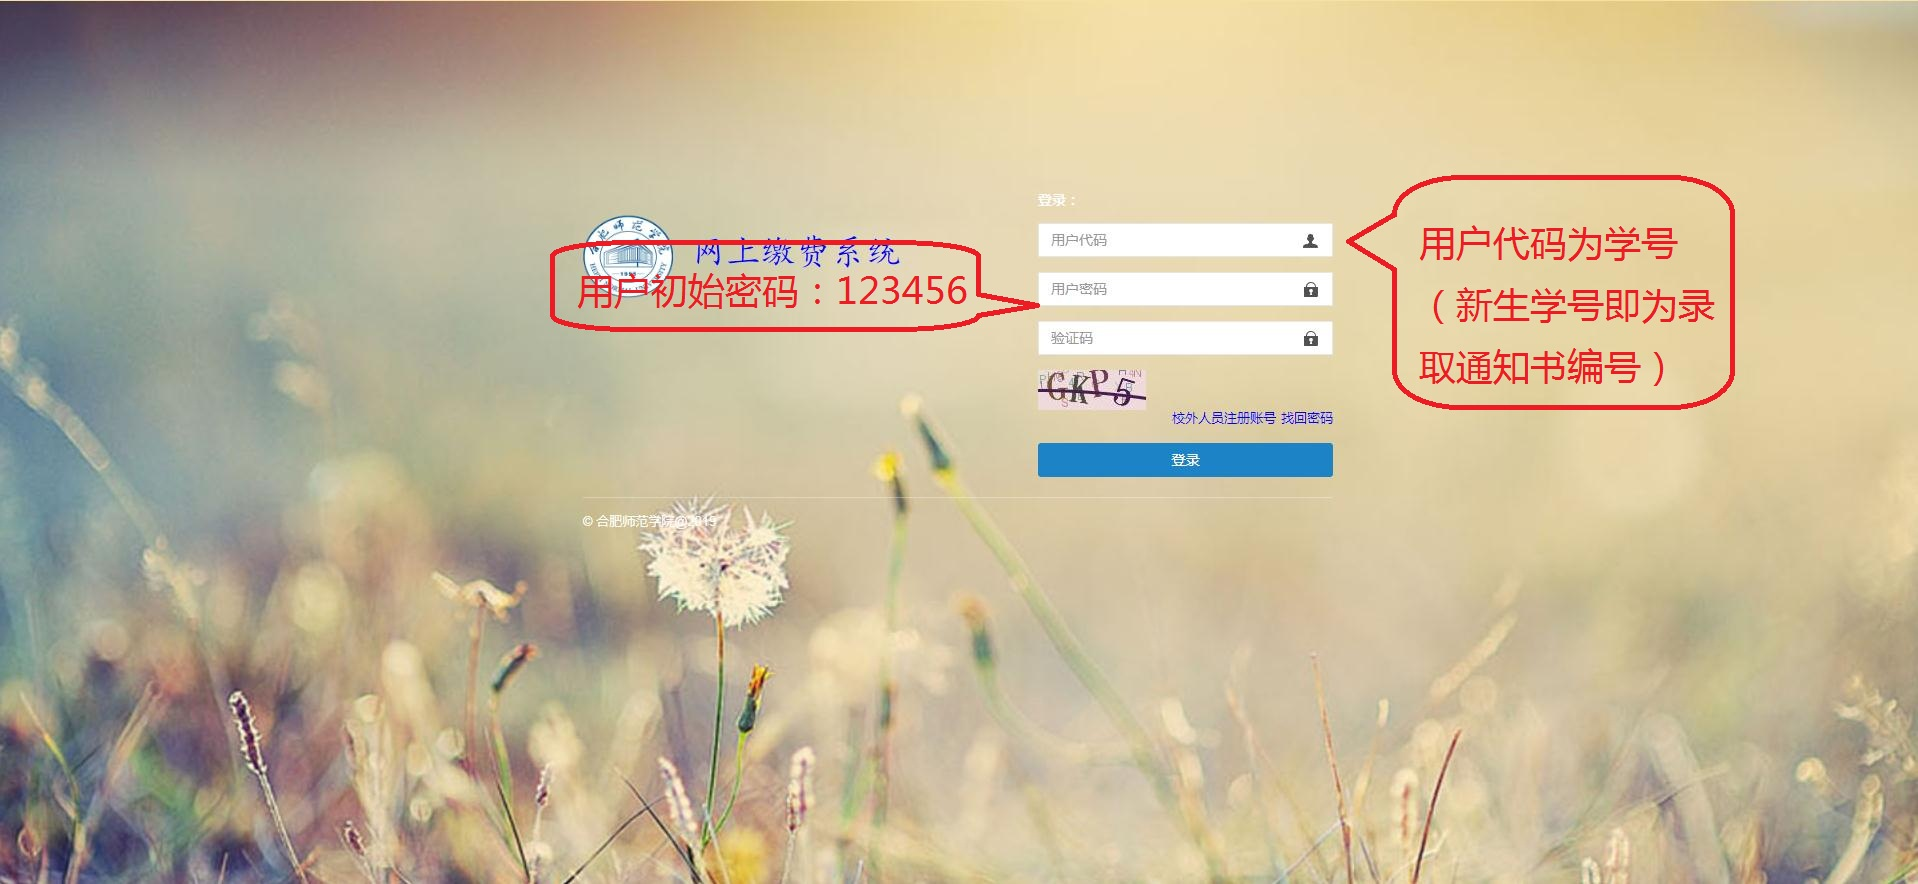 登录：
网上缴费系统
用户初始密码：123456
用户代码
用户密码
验证码
GKP5
校外人员注册账号 找回密码
登录
用户代码为学号
（新生学号即为录
取通知书编号）
© 合肥师范学院@2019